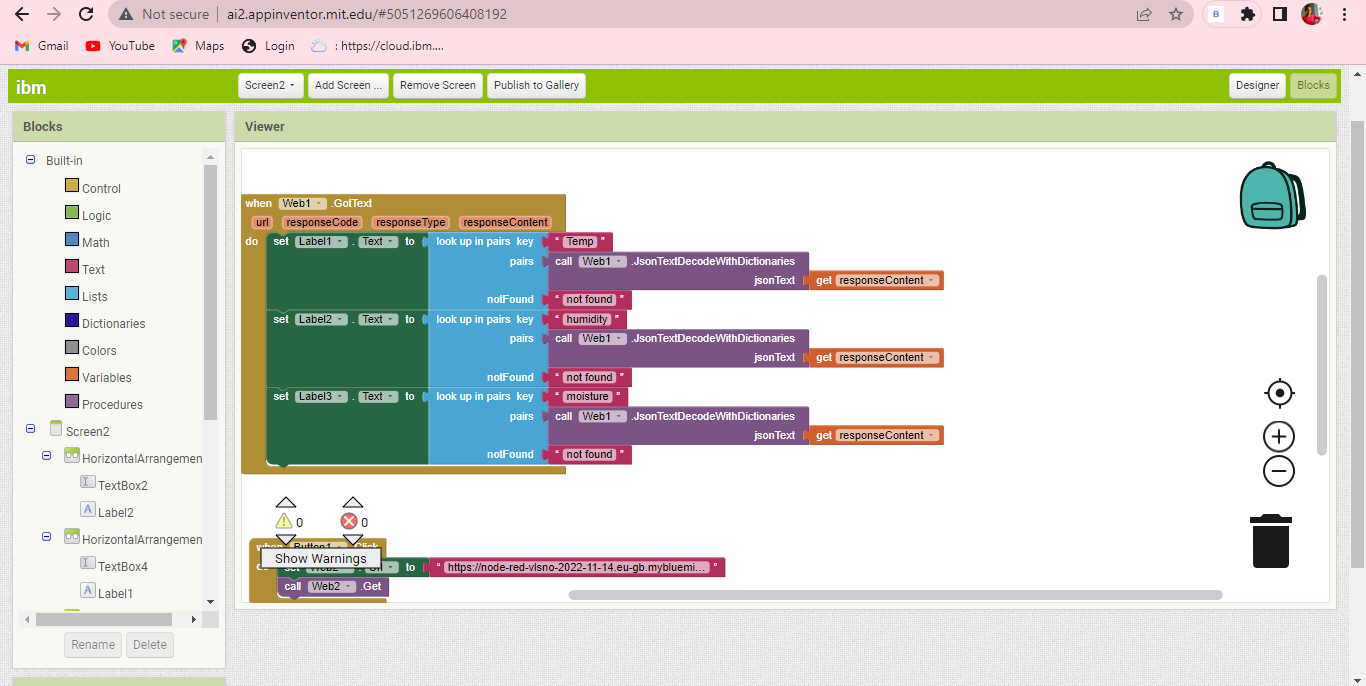 Not secure | ai2.appinventor.mit.edu/#5051269606408192
B
Gmail YouTube Maps Login : https://cloud.ibm....
ibm Screen2 Add Screen ... Remove Screen Publish to Gallery Designer Blocks
Blocks
Built-in
Control
Logic
Math
Text
Lists
Dictionaries
Colors
Variables
Procedures
Screen2
HorizontalArrangemen
TextBox2
A Label2
HorizontalArrangemen
TextBox4
A Label1
Rename Delete
Viewer
when Web1 .GotText
url responseCode responseType responseContent
do set Label1 . Text to look up in pairs key “ Temp ”
pairs call Web1 .JsonTextDecodeWithDictionaries
jsonText get responseContent
notFound “ not found ”
set Label2 . Text to look up in pairs key “ humidity ”
pairs call Web1 .JsonTextDecodeWithDictionaries
jsonText get responseContent
notFound “ not found ”
set Label3 . Text to look up in pairs key “ moisture ”
pairs call Web1 .JsonTextDecodeWithDictionaries
jsonText get responseContent
notFound “ not found ”
0 0
when Button1 .Click
Show Warnings
do set Web2 . Url to “ https://node-red-vlsno-2022-11-14.eu-gb.mybluemi... ”
call Web2 .Get